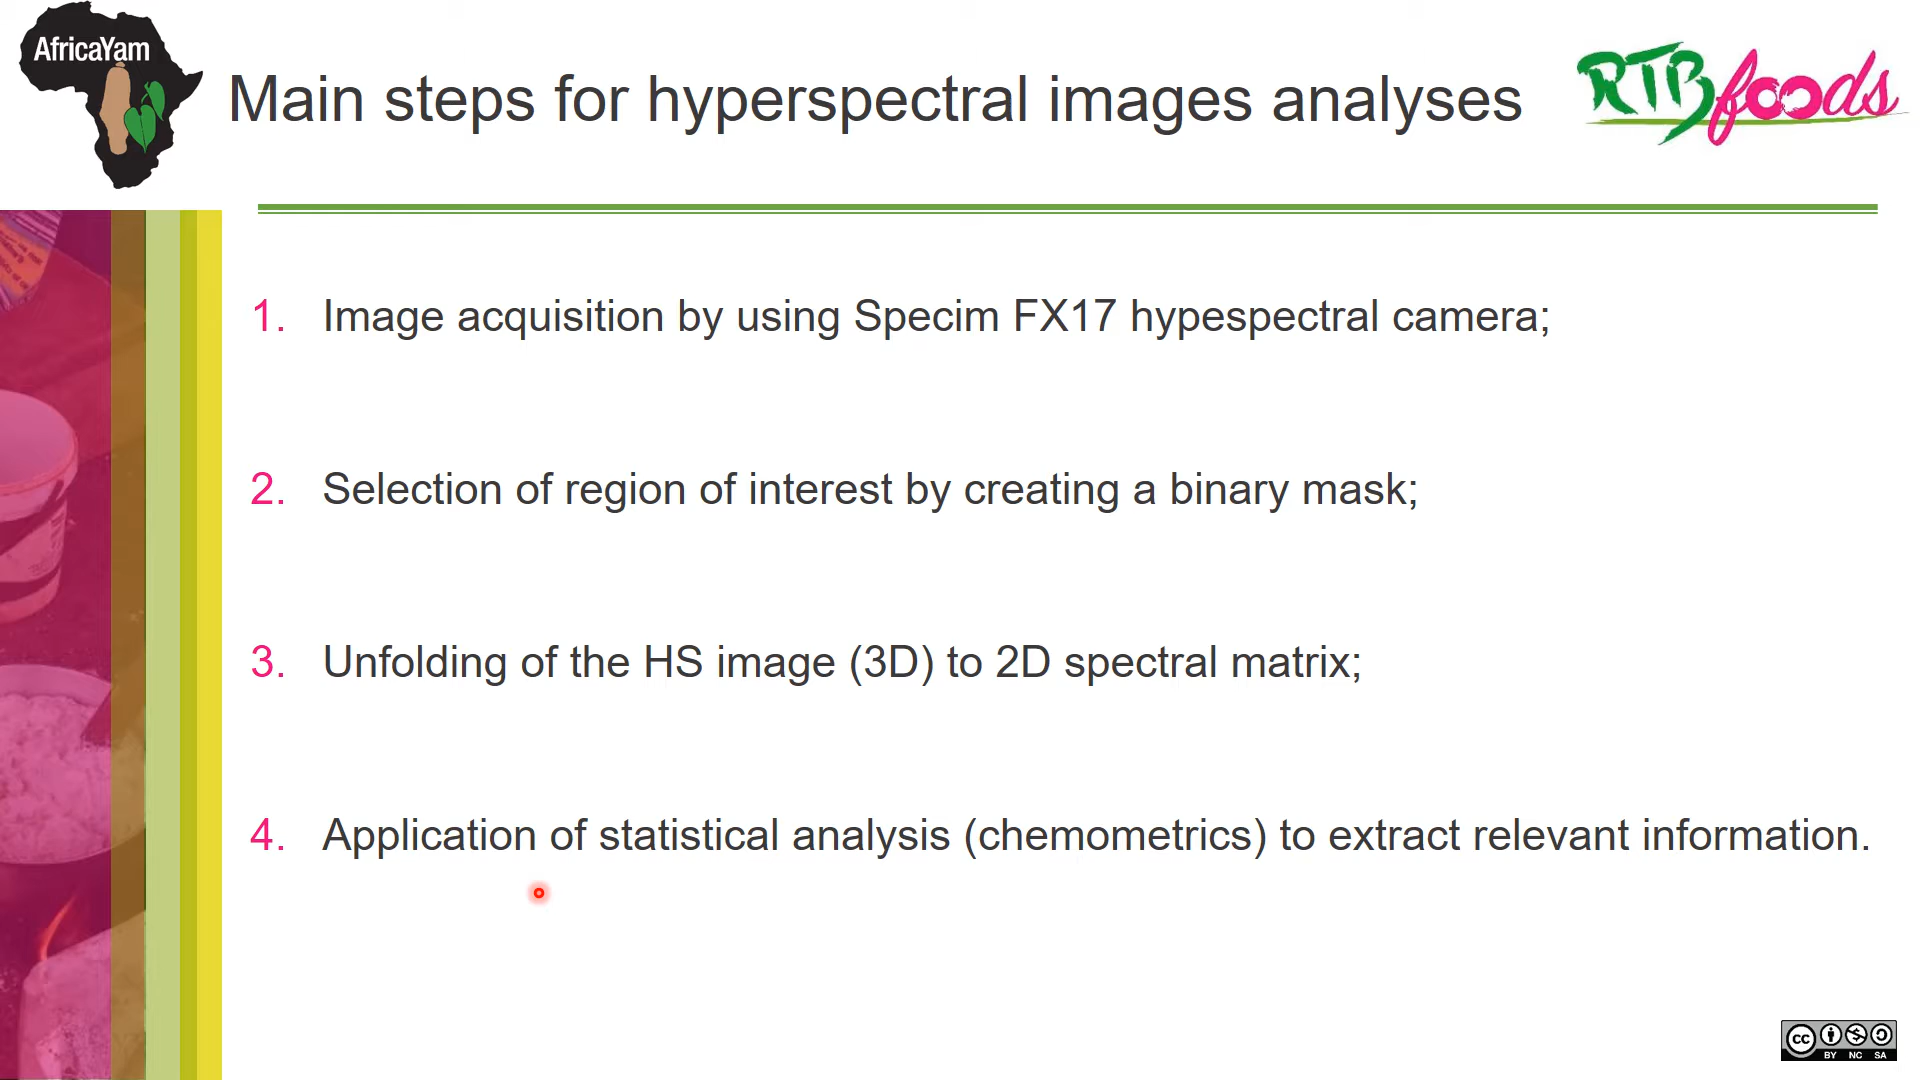 AfricaYam
Main steps for hyperspectral images analyses
RTBfoods
1. Image acquisition by using Specim FX17 hypespectral camera;
2. Selection of region of interest by creating a binary mask;
3. Unfolding of the HS image (3D) to 2D spectral matrix;
4. Application of statistical analysis (chemometrics) to extract relevant information.
cc
BY NC SA